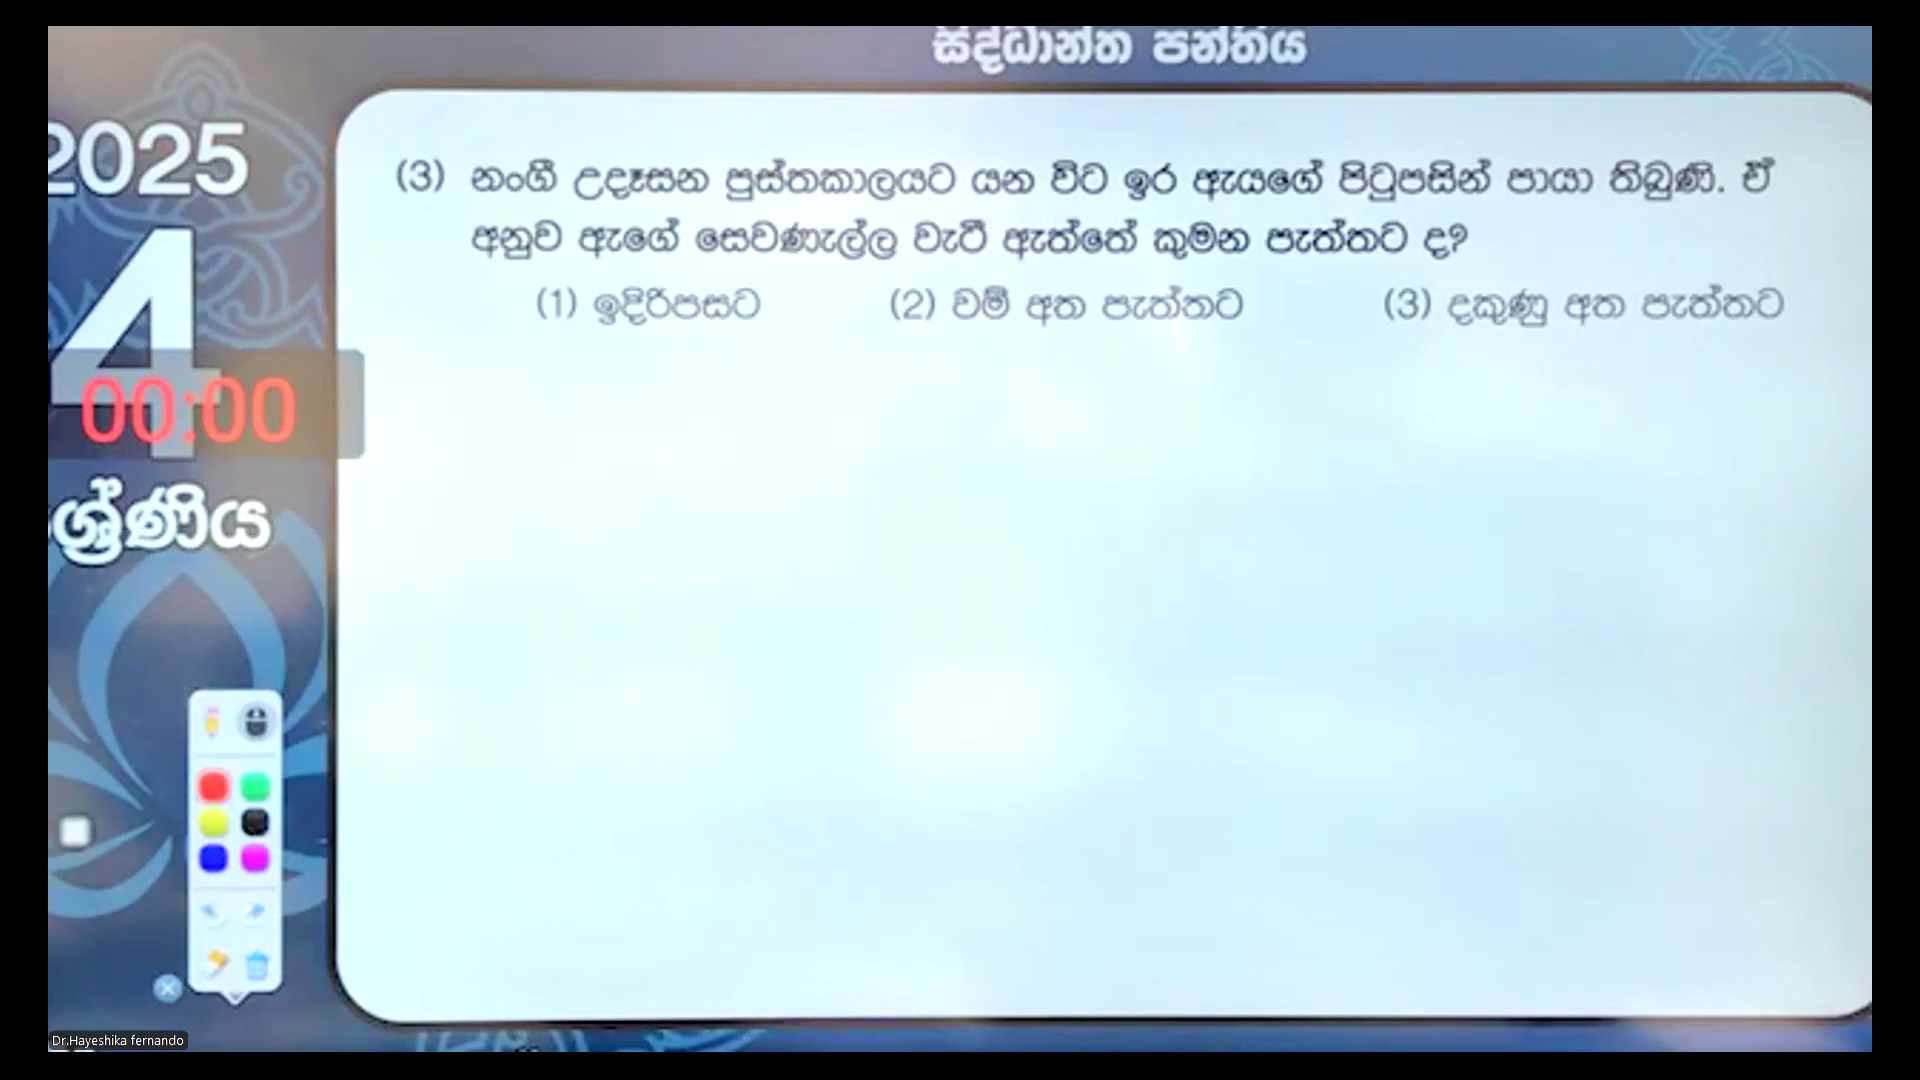 සිද්ධාන්ත පන්තිය
2025
4
00:00
ශ්‍රේණිය
(3) නංගී උදෑසන පුස්තකාලයට යන විට ඉර ඇයගේ පිටුපසින් පායා තිබුණි. ඒ
අනුව ඇගේ සෙවණැල්ල වැටී ඇත්තේ කුමන පැත්තට ද?
(1) ඉදිරිපසට (2) වම් අත පැත්තට (3) දකුණු අත පැත්තට
Dr.Hayeshika fernando